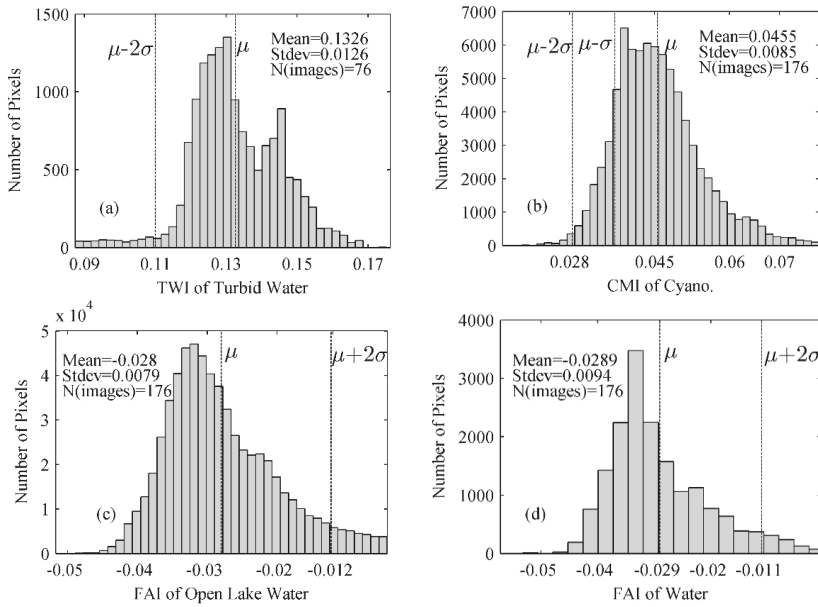 μ-2σ
μ
Mean=0.1326
Stdev=0.0126
N(images)=76
1500
1000
500
0
Number of Pixels
(a)
0.09 0.11 0.13 0.15 0.17
TWI of Turbid Water
μ-2σ
μ-σ
μ
Mean=0.0455
Stdev=0.0085
N(images)=176
7000
6000
5000
4000
3000
2000
1000
0
Number of Pixels
(b)
0.028 0.045 0.06 0.07
CMI of Cyano.
x 10⁴
Mean=-0.028
Stdev=0.0079
N(images)=176
μ
μ+2σ
5
4
3
2
1
0
Number of Pixels
(c)
-0.05 -0.04 -0.03 -0.02 -0.012
FAI of Open Lake Water
Mean=-0.0289
Stdev=0.0094
N(images)=176
μ
μ+2σ
4000
3000
2000
1000
0
Number of Pixels
(d)
-0.05 -0.04 -0.029 -0.02 -0.011
FAI of Water